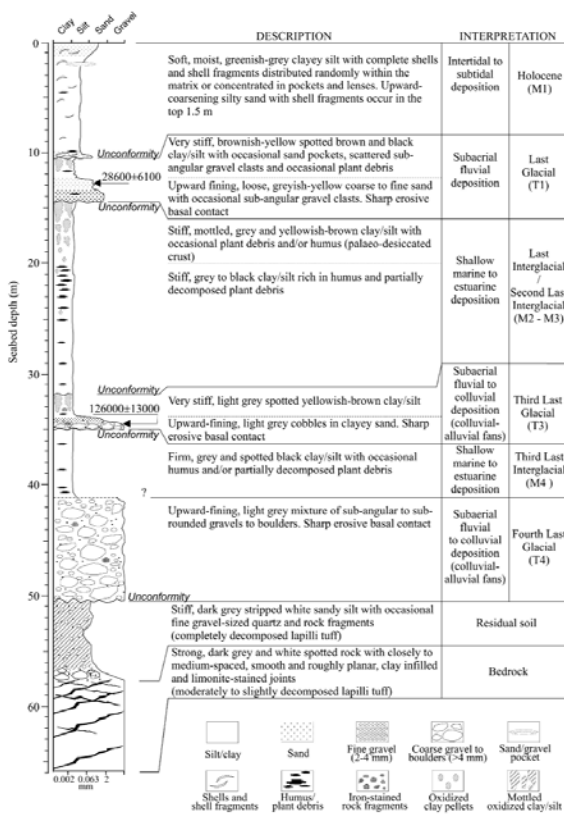 Clay
Silt
Sand
Gravel
DESCRIPTION
INTERPRETATION
0
10
20
30
40
50
60
Seabed depth (m)
Soft, moist, greenish-grey clayey silt with complete shells
and shell fragments distributed randomly within the
matrix or concentrated in pockets and lenses. Upward-
coarsening silty sand with shell fragments occur in the
top 1.5 m
Intertidal to
subtidal
deposition
Holocene
(M1)
Unconformity
Very stiff, brownish-yellow spotted brown and black
clay/silt with occasional sand pockets, scattered sub-
angular gravel clasts and occasional plant debris
28600±6100
Upward fining, loose, greyish-yellow coarse to fine sand
with occasional sub-angular gravel clasts. Sharp erosive
basal contact
Subaerial
fluvial
deposition
Last
Glacial
(T1)
Unconformity
Stiff, mottled, grey and yellowish-brown clay/silt with
occasional plant debris and/or humus (palaeo-desiccated
crust)
Stiff, grey to black clay/silt rich in humus and partially
decomposed plant debris
Shallow
marine to
estuarine
deposition
Last
Interglacial
/
Second Last
Interglacial
(M2 - M3)
Unconformity
Very stiff, light grey spotted yellowish-brown clay/silt
126000±13000
Upward-fining, light grey cobbles in clayey sand. Sharp
erosive basal contact
Subaerial
fluvial to
colluvial
deposition
(colluvial-
alluvial fans)
Third Last
Glacial
(T3)
Unconformity
Firm, grey and spotted black clay/silt with occasional
humus and/or partially decomposed plant debris
Shallow
marine to
estuarine
deposition
Third Last
Interglacial
(M4 )
?
Upward-fining, light grey mixture of sub-angular to sub-
rounded gravels to boulders. Sharp erosive basal contact
Subaerial
fluvial
to colluvial
deposition
(colluvial-
alluvial fans)
Fourth Last
Glacial
(T4)
Unconformity
Stiff, dark grey stripped white sandy silt with occasional
fine gravel-sized quartz and rock fragments
(completely decomposed lapilli tuff)
Residual soil
Strong, dark grey and white spotted rock with closely to
medium-spaced, smooth and roughly planar, clay infilled
and limonite-stained joints
(moderately to slightly decomposed lapilli tuff)
Bedrock
0.002 0.063 2
mm
Silt/clay
Sand
Fine gravel
(2-4 mm)
Coarse gravel to
boulders (>4 mm)
Sand/gravel
pocket
Shells and
shell fragments
Humus/
plant debris
Iron-stained
rock fragments
Oxidized
clay pellets
Mottled
oxidized clay/silt